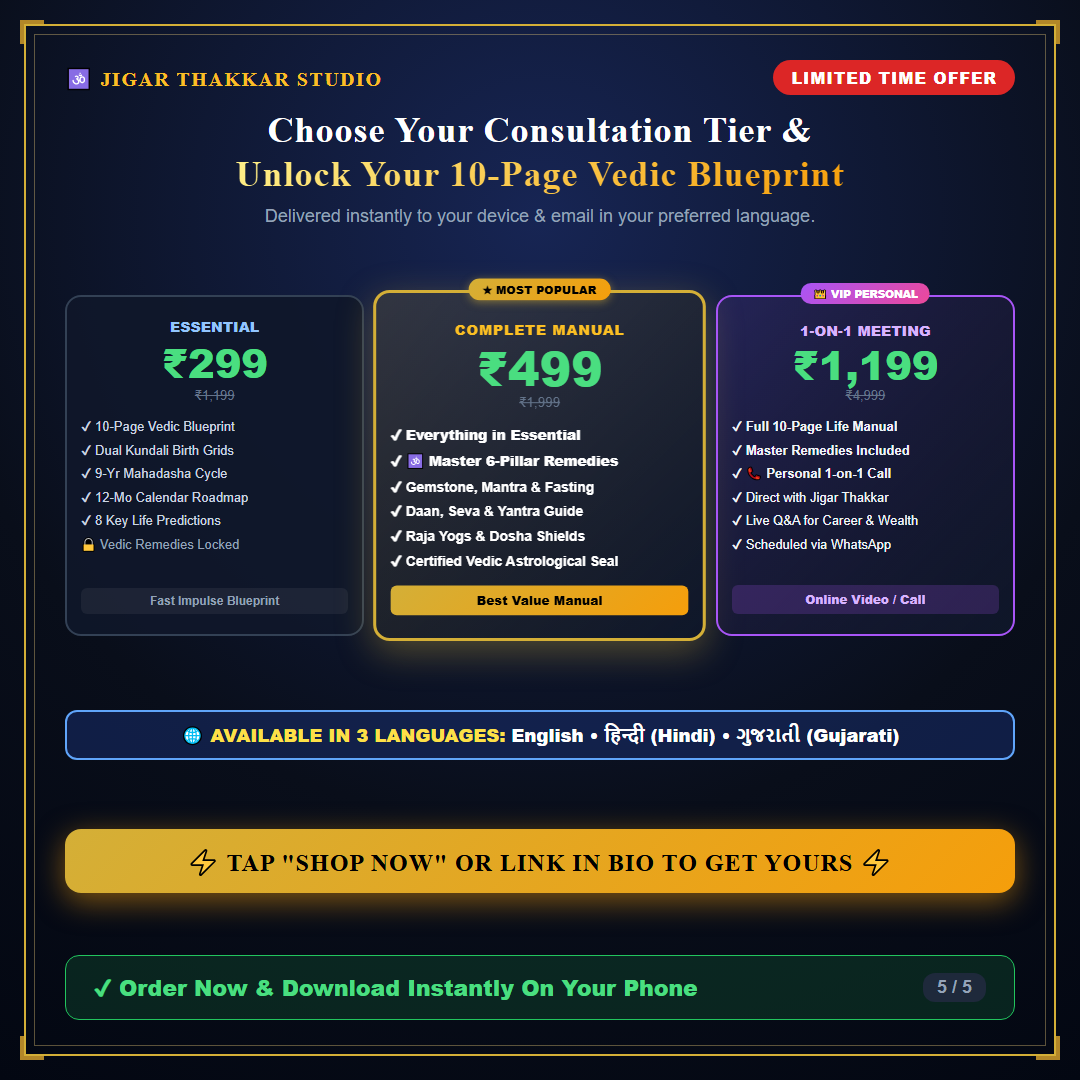 🕉 JIGAR THAKKAR STUDIO
LIMITED TIME OFFER
Choose Your Consultation Tier &
Unlock Your 10-Page Vedic Blueprint
Delivered instantly to your device & email in your preferred language.
ESSENTIAL
₹299
₹1,199
✓ 10-Page Vedic Blueprint
✓ Dual Kundali Birth Grids
✓ 9-Yr Mahadasha Cycle
✓ 12-Mo Calendar Roadmap
✓ 8 Key Life Predictions
🔒 Vedic Remedies Locked
Fast Impulse Blueprint
★ MOST POPULAR
COMPLETE MANUAL
₹499
₹1,999
✓ Everything in Essential
✓ 🕉 Master 6-Pillar Remedies
✓ Gemstone, Mantra & Fasting
✓ Daan, Seva & Yantra Guide
✓ Raja Yogs & Dosha Shields
✓ Certified Vedic Astrological Seal
Best Value Manual
👑 VIP PERSONAL
1-ON-1 MEETING
₹1,199
₹4,999
✓ Full 10-Page Life Manual
✓ Master Remedies Included
✓ 📞 Personal 1-on-1 Call
✓ Direct with Jigar Thakkar
✓ Live Q&A for Career & Wealth
✓ Scheduled via WhatsApp
Online Video / Call
🌐 AVAILABLE IN 3 LANGUAGES: English • हिन्दी (Hindi) • ગુજરાતી (Gujarati)
⚡ TAP "SHOP NOW" OR LINK IN BIO TO GET YOURS ⚡
✓ Order Now & Download Instantly On Your Phone
5 / 5